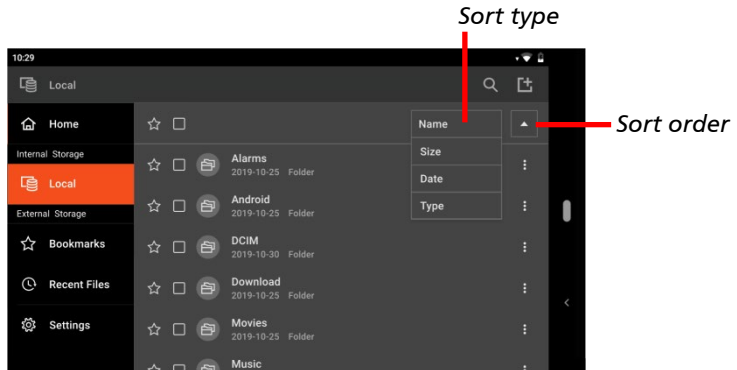 Sort type
10:29
Local
Home
Name
Sort order
Internal Storage
Size
Alarms
2019-10-25 Folder
Local
Date
Android
2019-10-25 Folder
Type
External Storage
Bookmarks
DCIM
2019-10-30 Folder
Recent Files
Download
2019-10-25 Folder
Settings
Movies
2019-10-25 Folder
Music